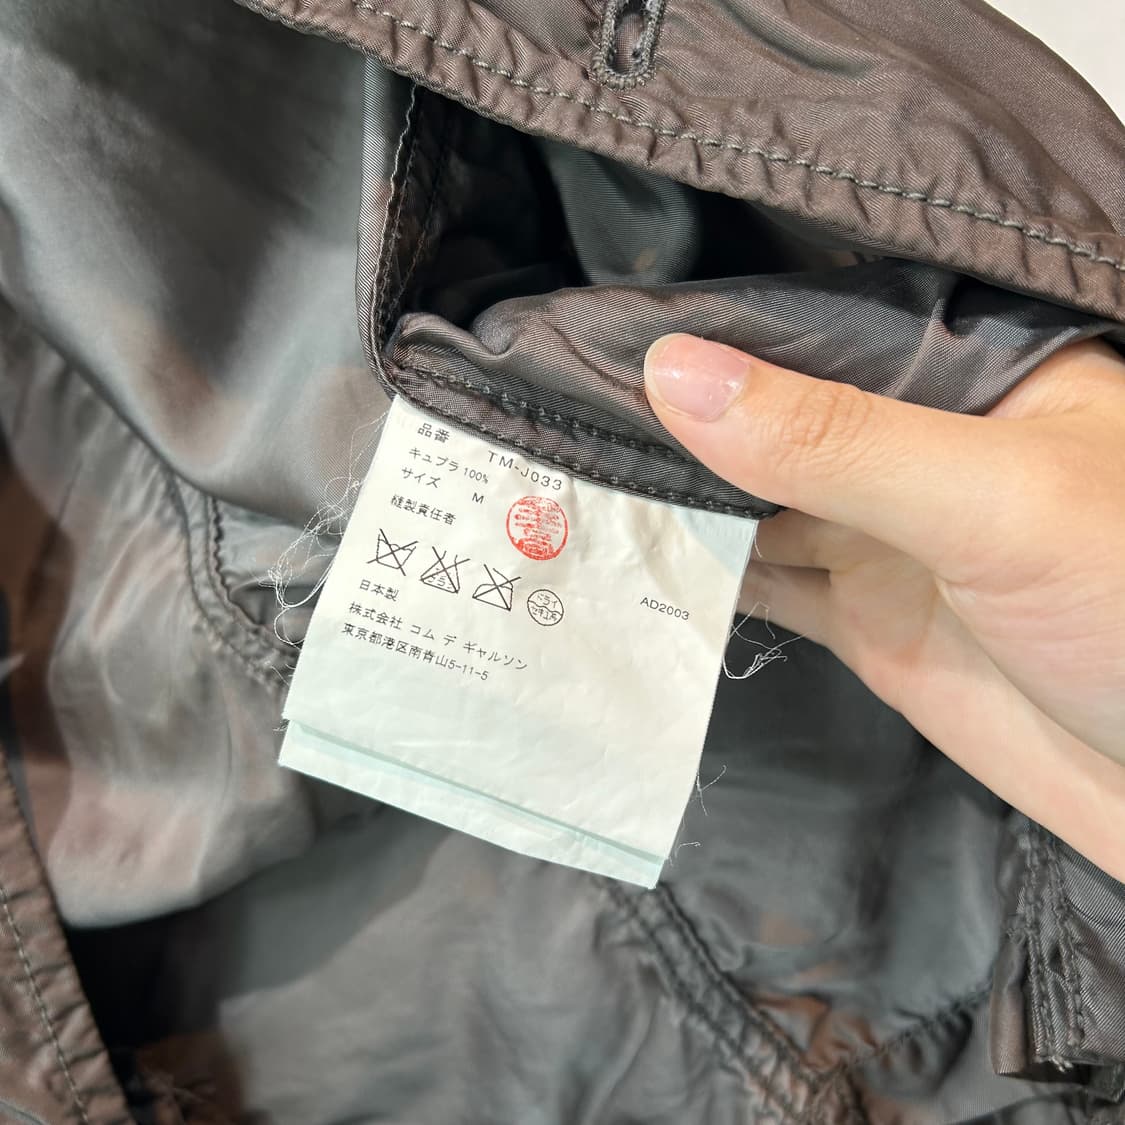 品番 TM-J033
キュプラ 100%
サイズ M
縫製責任者
日本製
AD2003
株式会社 コム デ ギャルソン
東京都港区南青山5-11-5